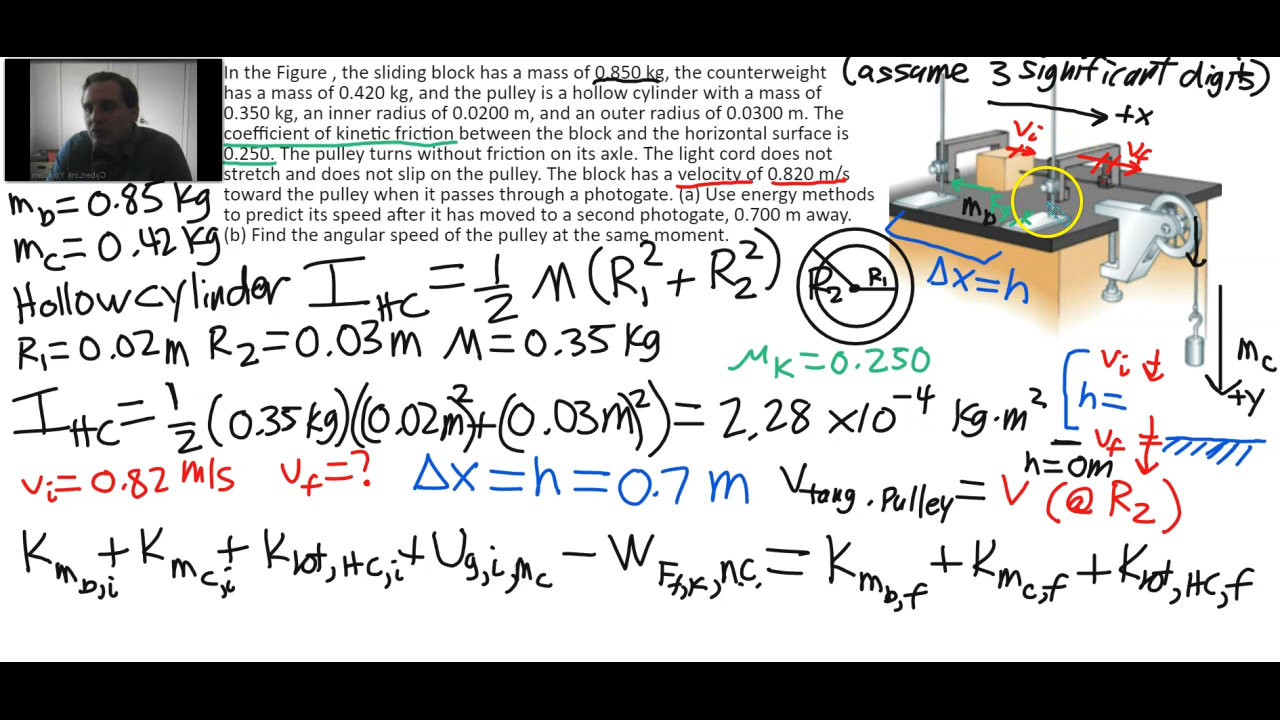 In the Figure , the sliding block has a mass of 0.850 kg, the counterweight
has a mass of 0.420 kg, and the pulley is a hollow cylinder with a mass of
0.350 kg, an inner radius of 0.0200 m, and an outer radius of 0.0300 m. The
coefficient of kinetic friction between the block and the horizontal surface is
0.250. The pulley turns without friction on its axle. The light cord does not
stretch and does not slip on the pulley. The block has a velocity of 0.820 m/s
toward the pulley when it passes through a photogate. (a) Use energy methods
to predict its speed after it has moved to a second photogate, 0.700 m away.
(b) Find the angular speed of the pulley at the same moment.
(assume 3 significant digits)
+x
vi
vf
mb
Δx=h
mb=0.85 kg
mc=0.42 kg
Hollow cylinder IHC = 1/2 M(R1² + R2²)
R2 R1
R1=0.02m R2=0.03m M=0.35 kg
μk=0.250
mc
+y
vi
h=
vf
h=0m
IHC = 1/2 (0.35kg)((0.02m)²+(0.03m)²) = 2.28 x10⁻⁴ kg·m²
vi=0.82 m/s vf=? Δx=h=0.7 m Vtang.Pulley= V (@ R2)
Kmb,i + Kmc,i + Krot,HC,i + Ug,i,mc − WFf,k,n.c. = Kmb,f + Kmc,f + Krot,HC,f